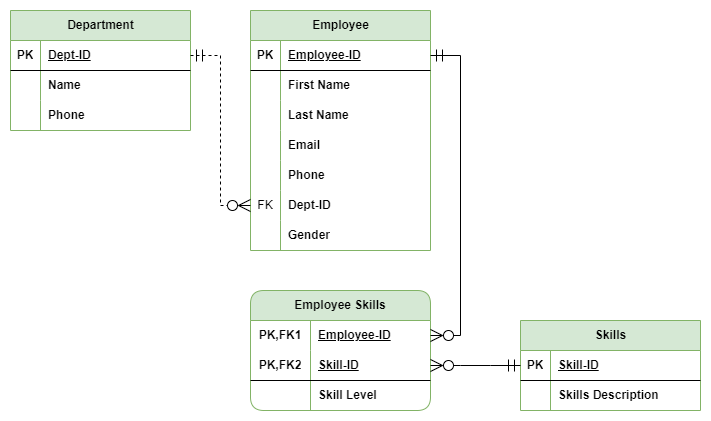 Department
PK Dept-ID
Name
Phone
Employee
PK Employee-ID
First Name
Last Name
Email
Phone
FK Dept-ID
Gender
Employee Skills
PK,FK1 Employee-ID
PK,FK2 Skill-ID
Skill Level
Skills
PK Skill-ID
Skills Description